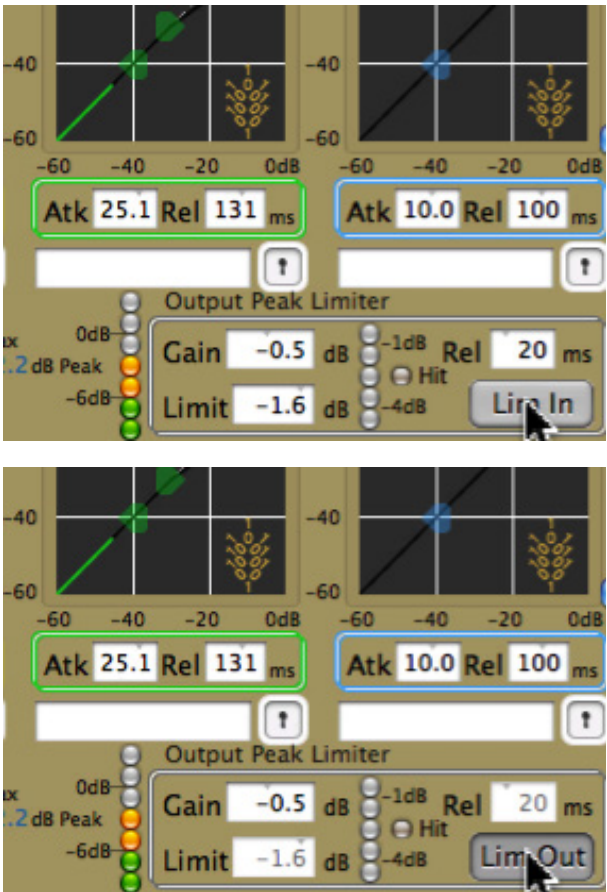 -40 -40
-60 -60
-60 -40 -20 0dB -60 -40 -20 0dB
Atk 25.1 Rel 131 ms Atk 10.0 Rel 100 ms
Output Peak Limiter
0dB
.2 dB Peak
-6dB
Gain -0.5 dB -1dB Rel 20 ms
Hit
Limit -1.6 dB -4dB Lim In
-40 -40
-60 -60
-60 -40 -20 0dB -60 -40 -20 0dB
Atk 25.1 Rel 131 ms Atk 10.0 Rel 100 ms
Output Peak Limiter
0dB
.2 dB Peak
-6dB
Gain -0.5 dB -1dB Rel 20 ms
Hit
Limit -1.6 dB -4dB Lim Out